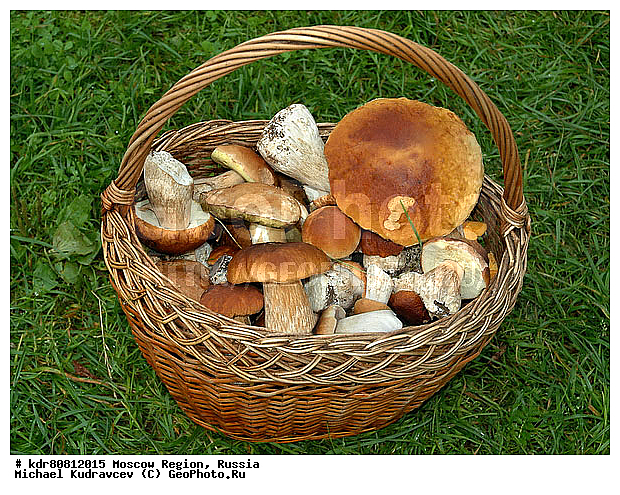 # kdr80812015 Moscow Region, Russia
Michael Kudravcev (C) GeoPhoto.Ru